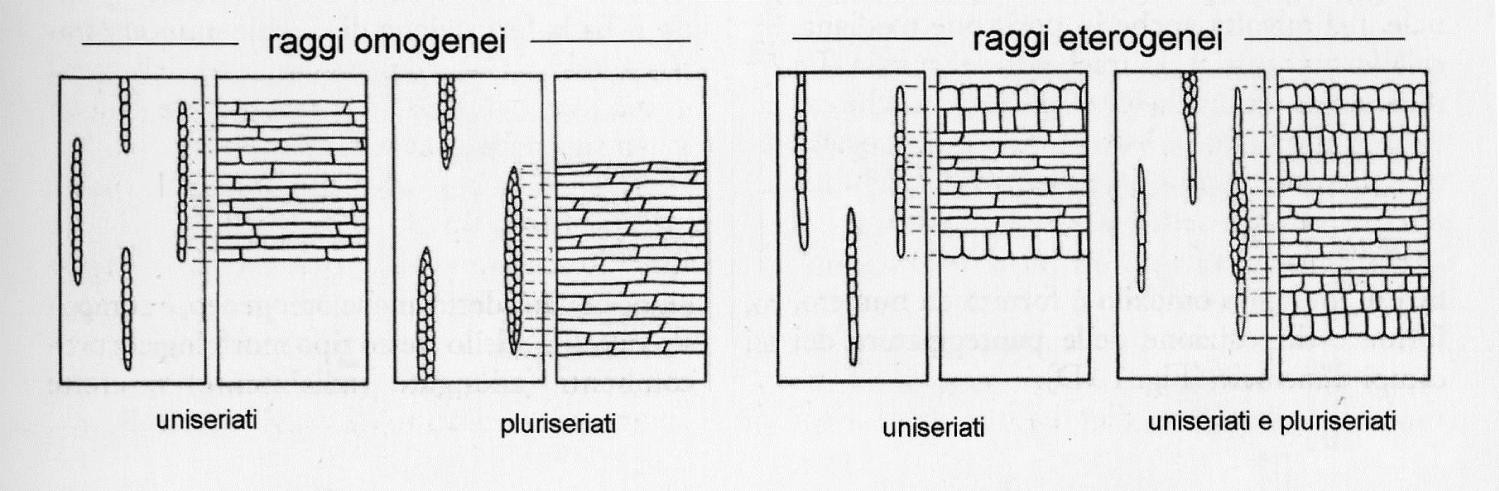 raggi omogenei
raggi eterogenei
uniseriati
pluriseriati
uniseriati
uniseriati e pluriseriati